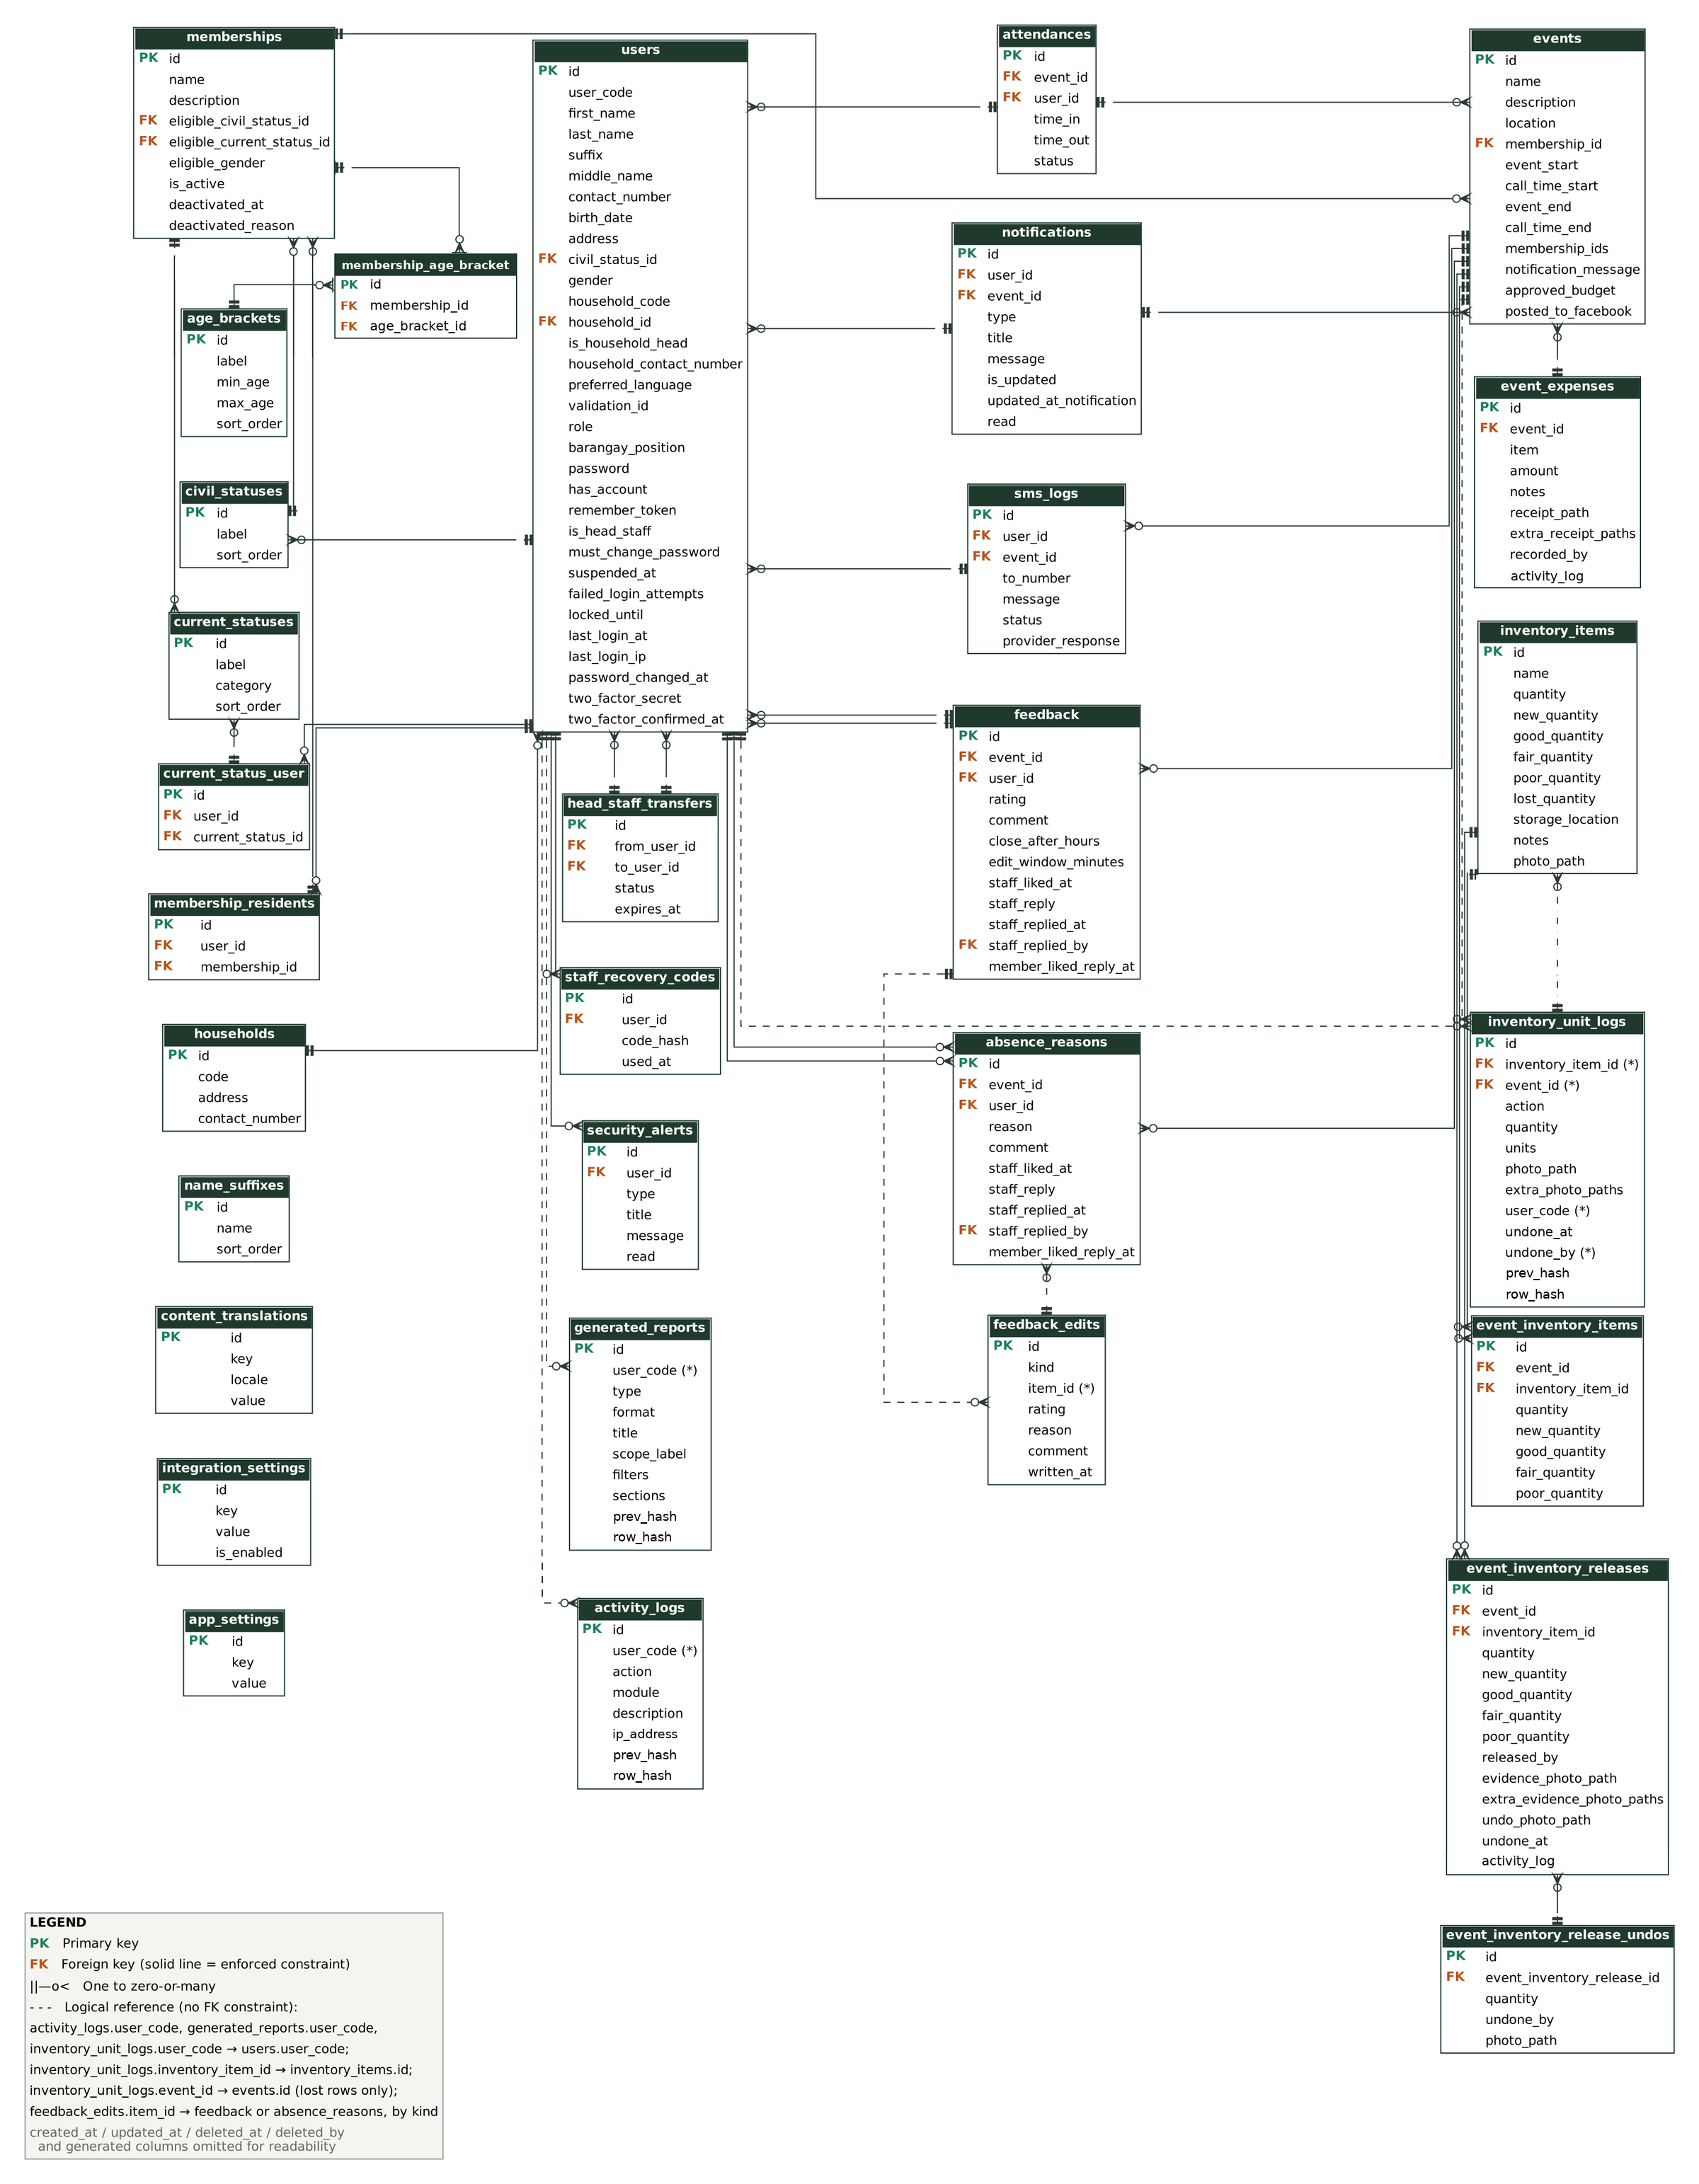 memberships
PK id
name
description
FK eligible_civil_status_id
FK eligible_current_status_id
eligible_gender
is_active
deactivated_at
deactivated_reason
membership_age_bracket
PK id
FK membership_id
FK age_bracket_id
age_brackets
PK id
label
min_age
max_age
sort_order
civil_statuses
PK id
label
sort_order
current_statuses
PK id
label
category
sort_order
current_status_user
PK id
FK user_id
FK current_status_id
membership_residents
PK id
FK user_id
FK membership_id
households
PK id
code
address
contact_number
name_suffixes
PK id
name
sort_order
content_translations
PK id
key
locale
value
integration_settings
PK id
key
value
is_enabled
app_settings
PK id
key
value
users
PK id
user_code
first_name
last_name
suffix
middle_name
contact_number
birth_date
address
FK civil_status_id
gender
household_code
FK household_id
is_household_head
household_contact_number
preferred_language
validation_id
role
barangay_position
password
has_account
remember_token
is_head_staff
must_change_password
suspended_at
failed_login_attempts
locked_until
last_login_at
last_login_ip
password_changed_at
two_factor_secret
two_factor_confirmed_at
head_staff_transfers
PK id
FK from_user_id
FK to_user_id
status
expires_at
staff_recovery_codes
PK id
FK user_id
code_hash
used_at
security_alerts
PK id
FK user_id
type
title
message
read
generated_reports
PK id
user_code (*)
type
format
title
scope_label
filters
sections
prev_hash
row_hash
activity_logs
PK id
user_code (*)
action
module
description
ip_address
prev_hash
row_hash
attendances
PK id
FK event_id
FK user_id
time_in
time_out
status
notifications
PK id
FK user_id
FK event_id
type
title
message
is_updated
updated_at_notification
read
sms_logs
PK id
FK user_id
FK event_id
to_number
message
status
provider_response
feedback
PK id
FK event_id
FK user_id
rating
comment
close_after_hours
edit_window_minutes
staff_liked_at
staff_reply
staff_replied_at
FK staff_replied_by
member_liked_reply_at
absence_reasons
PK id
FK event_id
FK user_id
reason
comment
staff_liked_at
staff_reply
staff_replied_at
FK staff_replied_by
member_liked_reply_at
feedback_edits
PK id
kind
item_id (*)
rating
reason
comment
written_at
events
PK id
name
description
location
FK membership_id
event_start
call_time_start
event_end
call_time_end
membership_ids
notification_message
approved_budget
posted_to_facebook
event_expenses
PK id
FK event_id
item
amount
notes
receipt_path
extra_receipt_paths
recorded_by
activity_log
inventory_items
PK id
name
quantity
new_quantity
good_quantity
fair_quantity
poor_quantity
lost_quantity
storage_location
notes
photo_path
inventory_unit_logs
PK id
FK inventory_item_id (*)
FK event_id (*)
action
quantity
units
photo_path
extra_photo_paths
user_code (*)
undone_at
undone_by (*)
prev_hash
row_hash
event_inventory_items
PK id
FK event_id
FK inventory_item_id
quantity
new_quantity
good_quantity
fair_quantity
poor_quantity
event_inventory_releases
PK id
FK event_id
FK inventory_item_id
quantity
new_quantity
good_quantity
fair_quantity
poor_quantity
released_by
evidence_photo_path
extra_evidence_photo_paths
undo_photo_path
undone_at
activity_log
event_inventory_release_undos
PK id
FK event_inventory_release_id
quantity
undone_by
photo_path
LEGEND
PK Primary key
FK Foreign key (solid line = enforced constraint)
||—o< One to zero-or-many
- - - Logical reference (no FK constraint):
activity_logs.user_code, generated_reports.user_code,
inventory_unit_logs.user_code → users.user_code;
inventory_unit_logs.inventory_item_id → inventory_items.id;
inventory_unit_logs.event_id → events.id (lost rows only);
feedback_edits.item_id → feedback or absence_reasons, by kind
created_at / updated_at / deleted_at / deleted_by
and generated columns omitted for readability